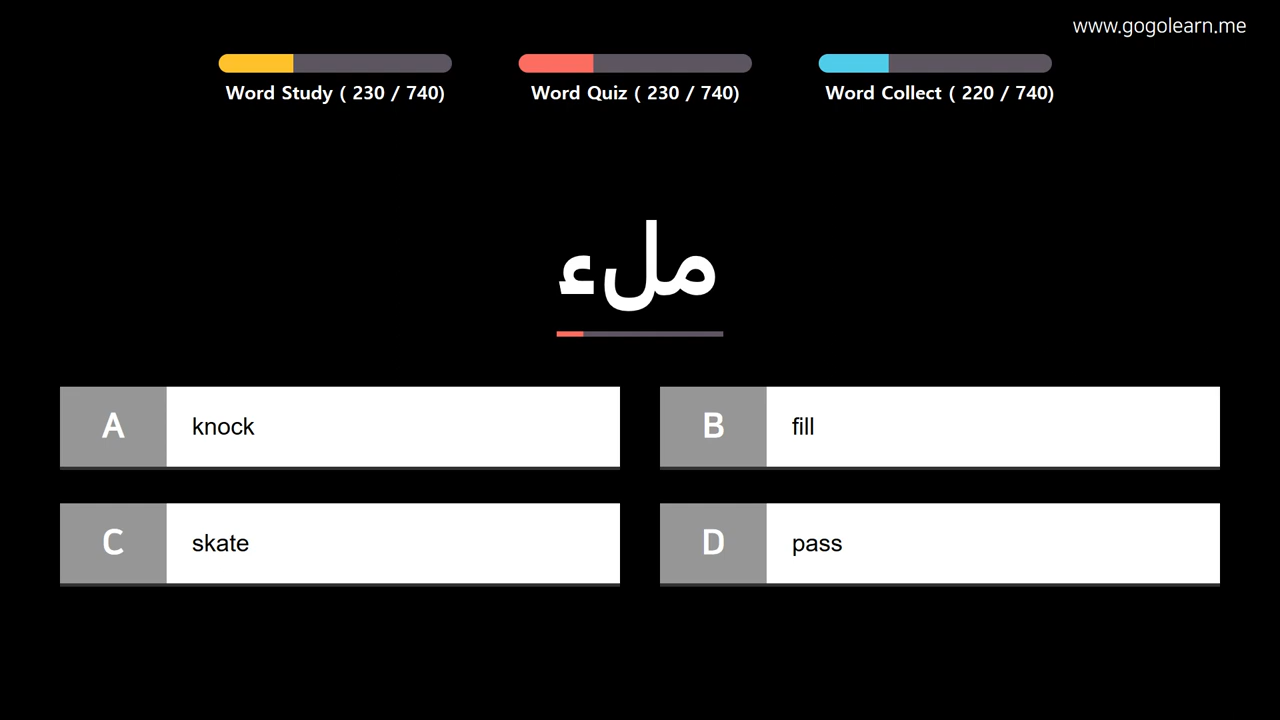 www.gogolearn.me
Word Study ( 230 / 740)
Word Quiz ( 230 / 740)
Word Collect ( 220 / 740)
ملء
A knock
B fill
C skate
D pass